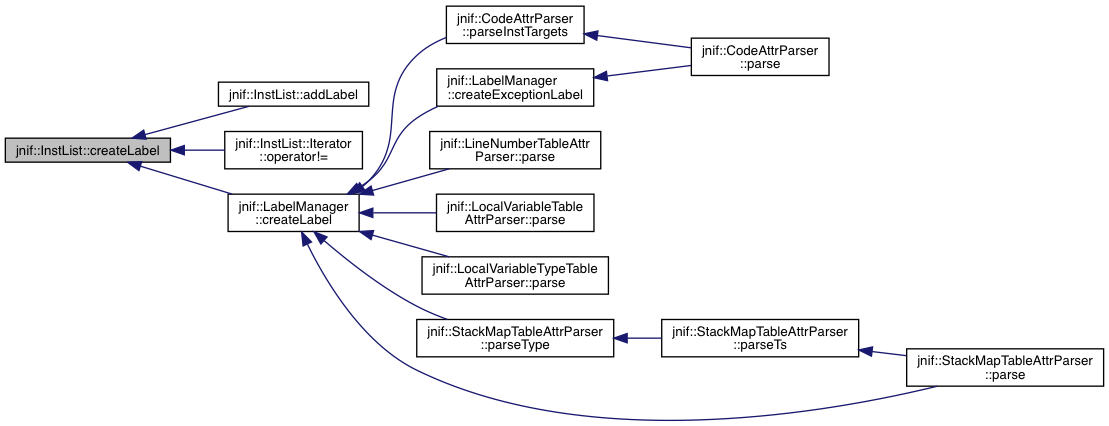 jnif::InstList::createLabel
jnif::InstList::addLabel
jnif::InstList::Iterator
::operator!=
jnif::LabelManager
::createLabel
jnif::CodeAttrParser
::parseInstTargets
jnif::LabelManager
::createExceptionLabel
jnif::CodeAttrParser
::parse
jnif::LineNumberTableAttr
Parser::parse
jnif::LocalVariableTable
AttrParser::parse
jnif::LocalVariableTypeTable
AttrParser::parse
jnif::StackMapTableAttrParser
::parseType
jnif::StackMapTableAttrParser
::parseTs
jnif::StackMapTableAttrParser
::parse